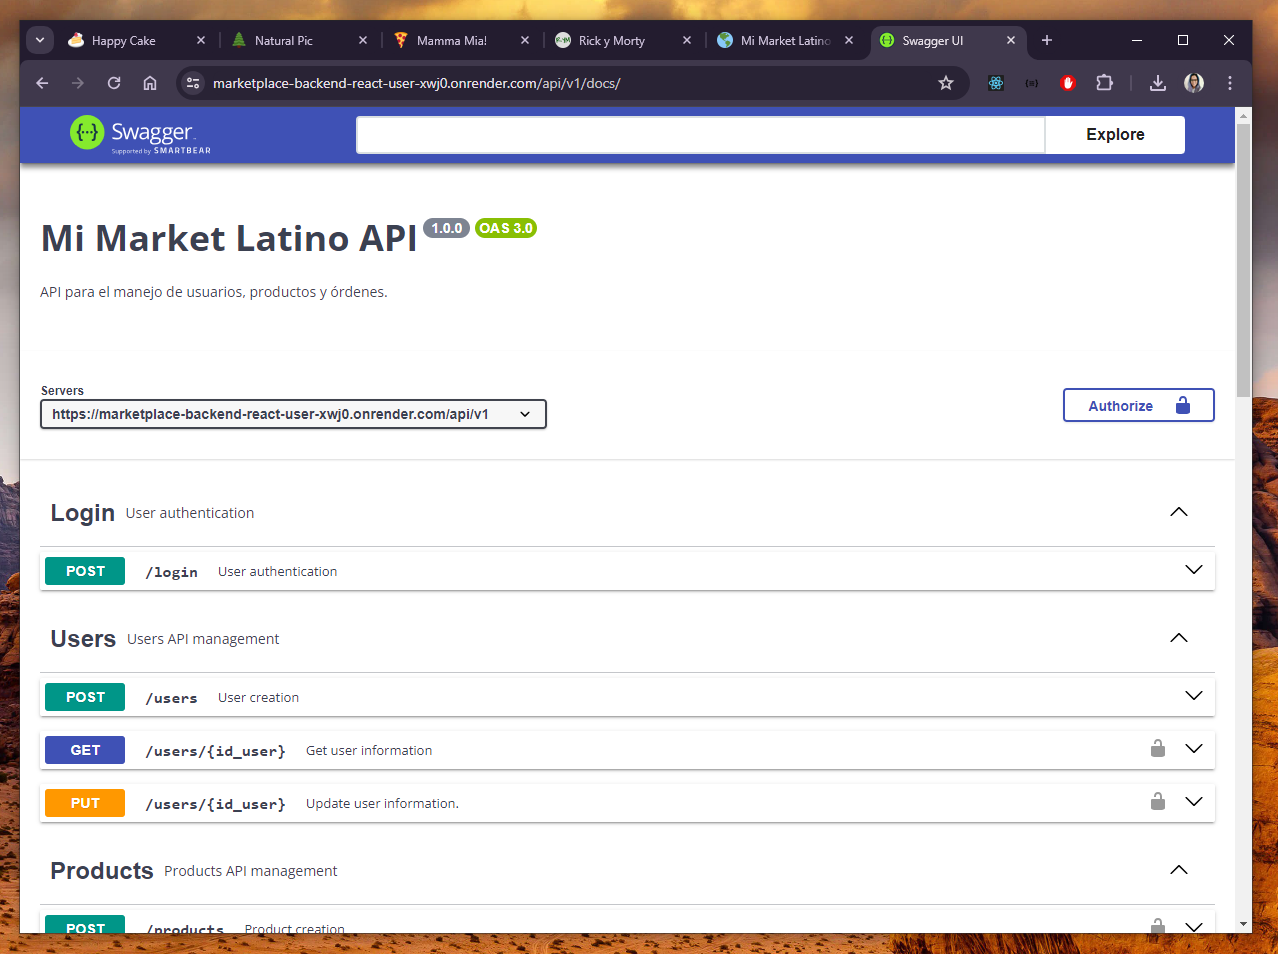 Happy Cake
Natural Pic
Mamma Mia!
Rick y Morty
Mi Market Latino
Swagger UI
marketplace-backend-react-user-xwj0.onrender.com/api/v1/docs/
Swagger.
Supported by SMARTBEAR
Explore
Mi Market Latino API 1.0.0 OAS 3.0
API para el manejo de usuarios, productos y órdenes.
Servers
https://marketplace-backend-react-user-xwj0.onrender.com/api/v1
Authorize
Login User authentication
POST /login User authentication
Users Users API management
POST /users User creation
GET /users/{id_user} Get user information
PUT /users/{id_user} Update user information.
Products Products API management
POST /products Product creation